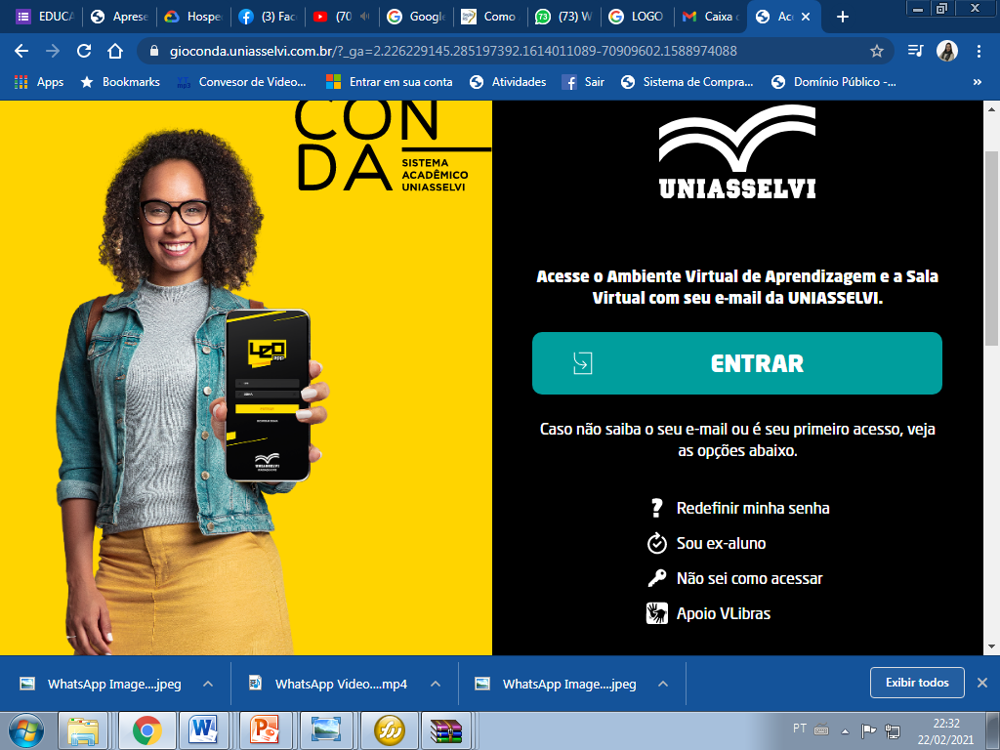 EDUCA
Aprese
Hospe
(3) Fac
(70
Google
Como
(73) W
LOGO
Caixa d
Ac
gioconda.uniasselvi.com.br/?_ga=2.226229145.285197392.1614011089-70909602.1588974088
Apps
Bookmarks
Convesor de Vídeo...
Entrar em sua conta
Atividades
Sair
Sistema de Compra...
Domínio Público -...
»
CON
DA
SISTEMA
ACADÊMICO
UNIASSELVI
LEO
app
UNIASSELVI
UNIASSELVI
Acesse o Ambiente Virtual de Aprendizagem e a Sala
Virtual com seu e-mail da UNIASSELVI.
ENTRAR
Caso não saiba o seu e-mail ou é seu primeiro acesso, veja
as opções abaixo.
Redefinir minha senha
Sou ex-aluno
Não sei como acessar
Apoio VLibras
WhatsApp Image....jpeg
WhatsApp Video....mp4
WhatsApp Image....jpeg
Exibir todos
PT
22:32
22/02/2021